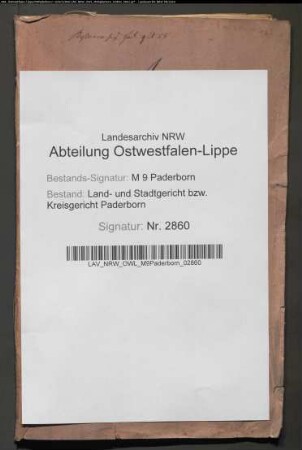 Landesarchiv NRW
Abteilung Ostwestfalen-Lippe
Bestands-Signatur: M 9 Paderborn
Bestand: Land- und Stadtgericht bzw.
Kreisgericht Paderborn
Signatur: Nr. 2860
LAV_NRW_OWL_M9Paderborn_02860